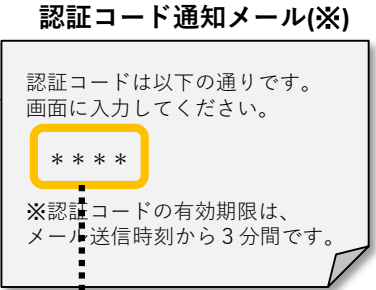 認証コード通知メール(※)
認証コードは以下の通りです。
画面に入力してください。
＊＊＊＊
※認証コードの有効期限は、
メール送信時刻から３分間です。